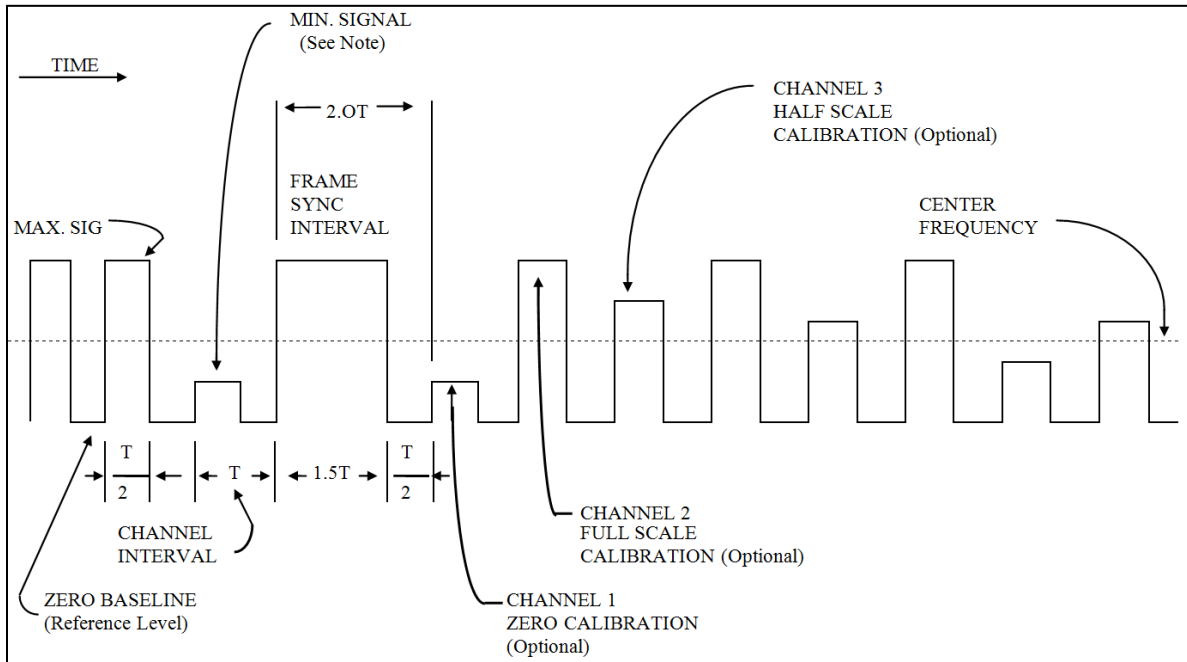 MIN. SIGNAL
(See Note)
TIME
2.OT
CHANNEL 3
HALF SCALE
CALIBRATION (Optional)
FRAME
SYNC
INTERVAL
MAX. SIG
CENTER
FREQUENCY
T
2
T
1.5T
T
2
CHANNEL
INTERVAL
CHANNEL 2
FULL SCALE
CALIBRATION (Optional)
ZERO BASELINE
(Reference Level)
CHANNEL 1
ZERO CALIBRATION
(Optional)